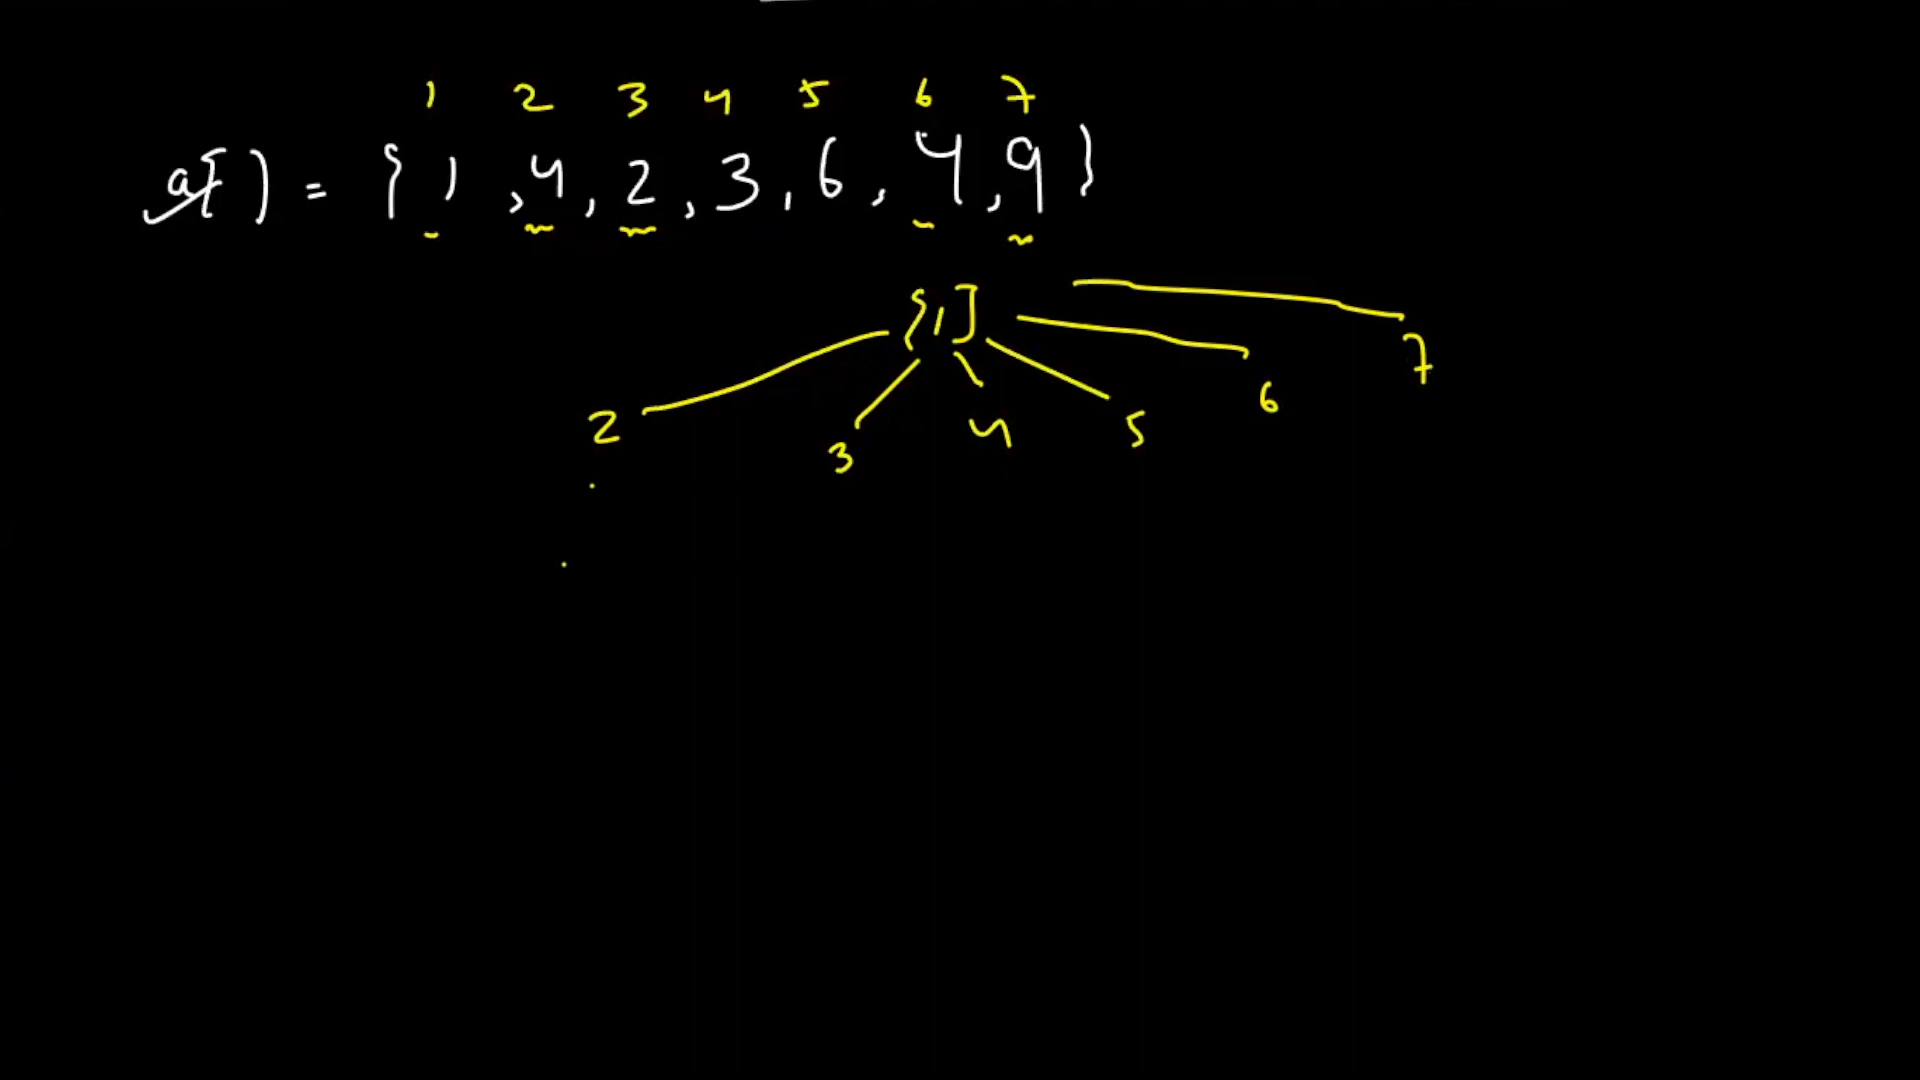 1 2 3 4 5 6 7
a[] = { 1, 4, 2, 3, 6, 4, 9 }
{1]
7
6
2 3 4 5